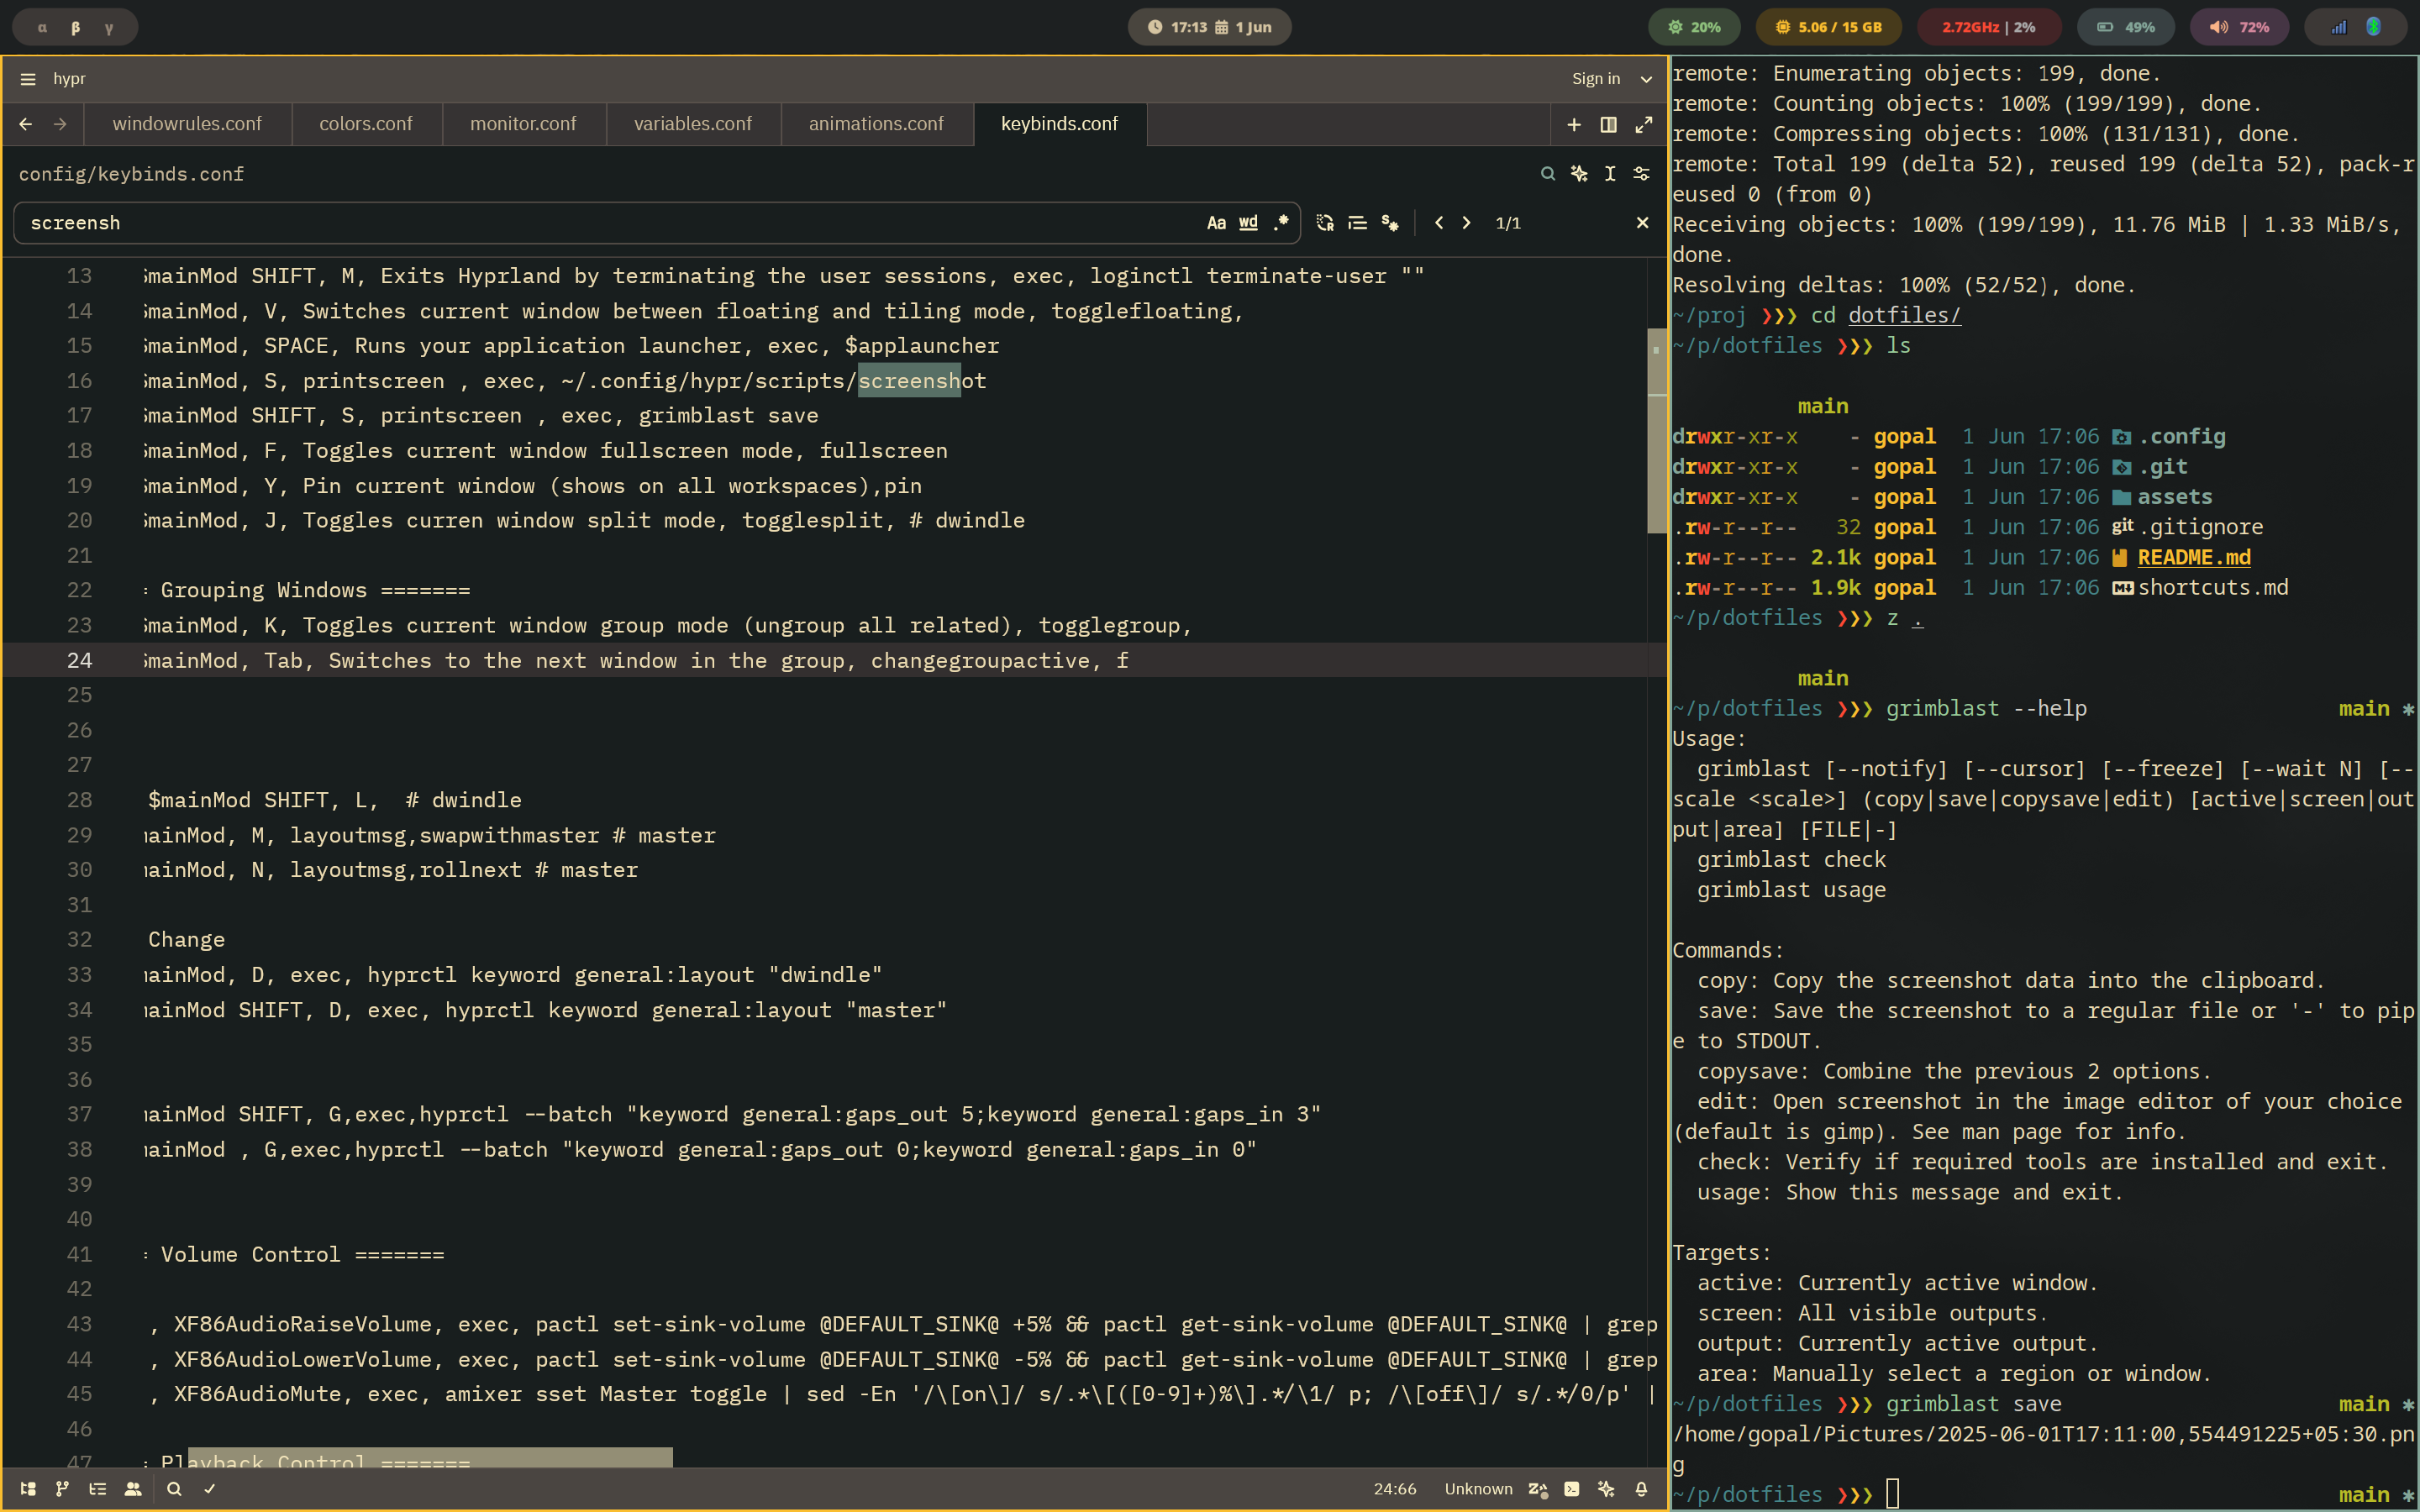 α β γ
17:13 1 Jun
20%
5.06 / 15 GB
2.72GHz | 2%
49%
72%
hypr
Sign in
windowrules.conf
colors.conf
monitor.conf
variables.conf
animations.conf
keybinds.conf
config/keybinds.conf
screensh
Aa wd .*
1/1
13 $mainMod SHIFT, M, Exits Hyprland by terminating the user sessions, exec, loginctl terminate-user ""
14 $mainMod, V, Switches current window between floating and tiling mode, togglefloating,
15 $mainMod, SPACE, Runs your application launcher, exec, $applauncher
16 $mainMod, S, printscreen , exec, ~/.config/hypr/scripts/screenshot
17 $mainMod SHIFT, S, printscreen , exec, grimblast save
18 $mainMod, F, Toggles current window fullscreen mode, fullscreen
19 $mainMod, Y, Pin current window (shows on all workspaces),pin
20 $mainMod, J, Toggles curren window split mode, togglesplit, # dwindle
21
22 = Grouping Windows =======
23 $mainMod, K, Toggles current window group mode (ungroup all related), togglegroup,
24 $mainMod, Tab, Switches to the next window in the group, changegroupactive, f
25
26
27
28 $mainMod SHIFT, L,  # dwindle
29 mainMod, M, layoutmsg,swapwithmaster # master
30 mainMod, N, layoutmsg,rollnext # master
31
32 Change
33 mainMod, D, exec, hyprctl keyword general:layout "dwindle"
34 mainMod SHIFT, D, exec, hyprctl keyword general:layout "master"
35
36
37 mainMod SHIFT, G,exec,hyprctl --batch "keyword general:gaps_out 5;keyword general:gaps_in 3"
38 mainMod , G,exec,hyprctl --batch "keyword general:gaps_out 0;keyword general:gaps_in 0"
39
40
41 = Volume Control =======
42
43 , XF86AudioRaiseVolume, exec, pactl set-sink-volume @DEFAULT_SINK@ +5% && pactl get-sink-volume @DEFAULT_SINK@ | grep
44 , XF86AudioLowerVolume, exec, pactl set-sink-volume @DEFAULT_SINK@ -5% && pactl get-sink-volume @DEFAULT_SINK@ | grep
45 , XF86AudioMute, exec, amixer sset Master toggle | sed -En '/\[on\]/ s/.*\[([0-9]+)%\].*/\1/ p; /\[off\]/ s/.*/0/p' |
46
47 = Playback Control =======
24:66
Unknown
remote: Enumerating objects: 199, done.
remote: Counting objects: 100% (199/199), done.
remote: Compressing objects: 100% (131/131), done.
remote: Total 199 (delta 52), reused 199 (delta 52), pack-r
eused 0 (from 0)
Receiving objects: 100% (199/199), 11.76 MiB | 1.33 MiB/s,
done.
Resolving deltas: 100% (52/52), done.
~/proj ❯❯❯ cd dotfiles/
~/p/dotfiles ❯❯❯ ls
main
drwxr-xr-x - gopal 1 Jun 17:06 .config
drwxr-xr-x - gopal 1 Jun 17:06 .git
drwxr-xr-x - gopal 1 Jun 17:06 assets
.rw-r--r-- 32 gopal 1 Jun 17:06 git .gitignore
.rw-r--r-- 2.1k gopal 1 Jun 17:06 README.md
.rw-r--r-- 1.9k gopal 1 Jun 17:06 shortcuts.md
~/p/dotfiles ❯❯❯ z .
main
~/p/dotfiles ❯❯❯ grimblast --help main *
Usage:
grimblast [--notify] [--cursor] [--freeze] [--wait N] [--
scale <scale>] (copy|save|copysave|edit) [active|screen|out
put|area] [FILE|-]
grimblast check
grimblast usage
Commands:
copy: Copy the screenshot data into the clipboard.
save: Save the screenshot to a regular file or '-' to pip
e to STDOUT.
copysave: Combine the previous 2 options.
edit: Open screenshot in the image editor of your choice
(default is gimp). See man page for info.
check: Verify if required tools are installed and exit.
usage: Show this message and exit.
Targets:
active: Currently active window.
screen: All visible outputs.
output: Currently active output.
area: Manually select a region or window.
~/p/dotfiles ❯❯❯ grimblast save main *
/home/gopal/Pictures/2025-06-01T17:11:00,554491225+05:30.pn
g
~/p/dotfiles ❯❯❯ main *